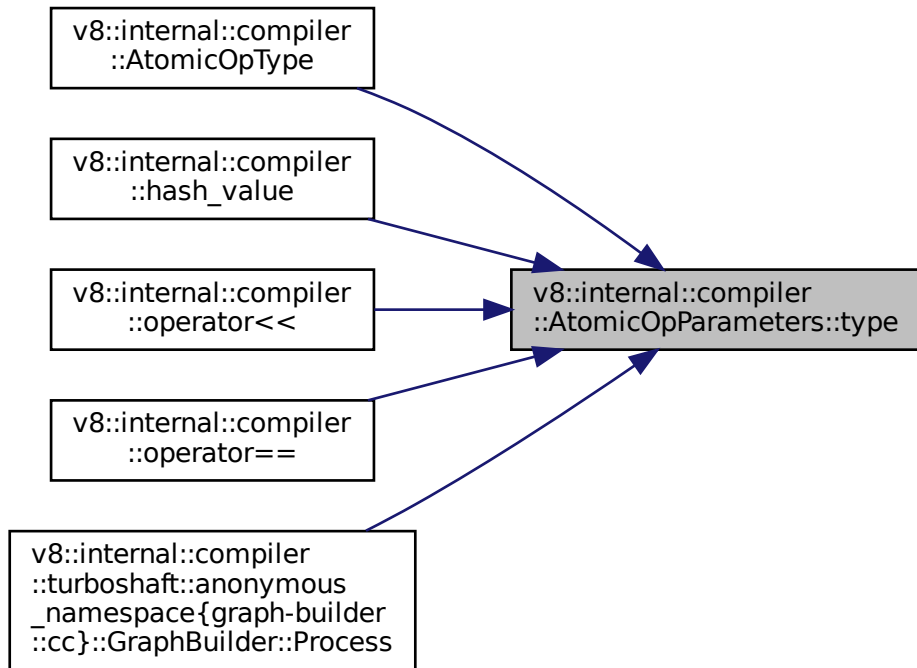 v8::internal::compiler
::AtomicOpType
v8::internal::compiler
::hash_value
v8::internal::compiler
::operator<<
v8::internal::compiler
::operator==
v8::internal::compiler
::turboshaft::anonymous
_namespace{graph-builder
::cc}::GraphBuilder::Process
v8::internal::compiler
::AtomicOpParameters::type